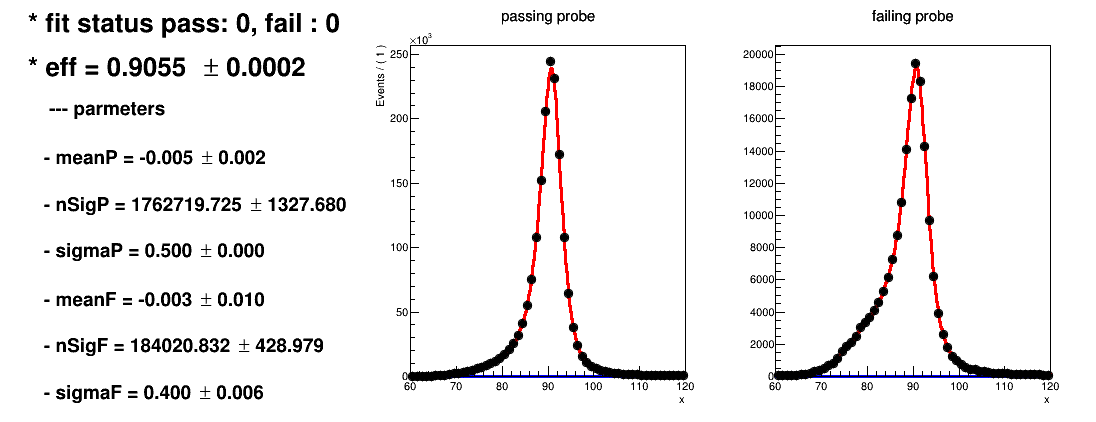 * fit status pass: 0, fail : 0
* eff = 0.9055 ± 0.0002
--- parmeters
- meanP = -0.005 ± 0.002
- nSigP = 1762719.725 ± 1327.680
- sigmaP = 0.500 ± 0.000
- meanF = -0.003 ± 0.010
- nSigF = 184020.832 ± 428.979
- sigmaF = 0.400 ± 0.006
passing probe
×10³
Events / ( 1 )
250
200
150
100
50
0
60 70 80 90 100 110 120
x
failing probe
20000
18000
16000
14000
12000
10000
8000
6000
4000
2000
0
60 70 80 90 100 110 120
x